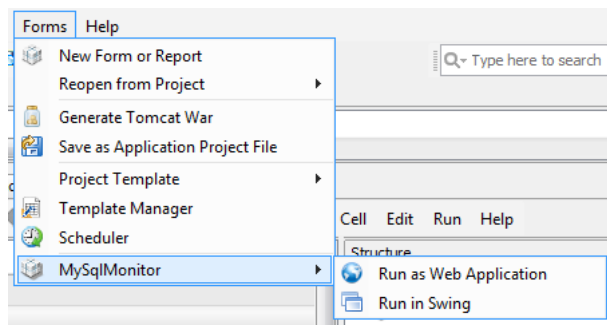 Forms Help
New Form or Report
Type here to search
Reopen from Project
Generate Tomcat War
Save as Application Project File
Project Template
Template Manager
Cell Edit Run Help
Scheduler
Structure
MySqlMonitor
Run as Web Application
Run in Swing